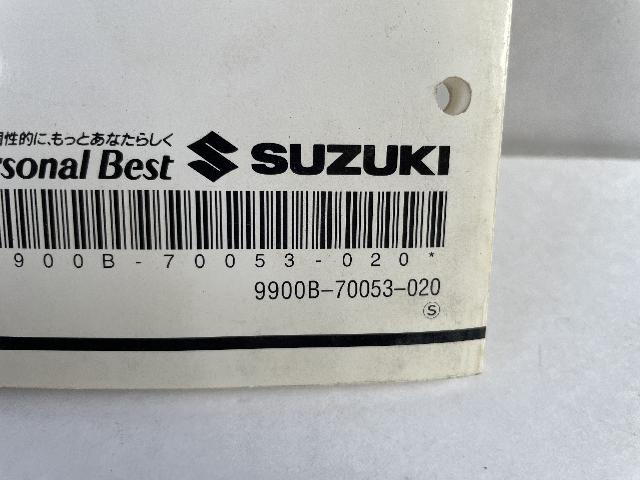 性的に、もっとあなたらしく
rsonal Best SUZUKI
900B-70053-020*
9900B-70053-020
S